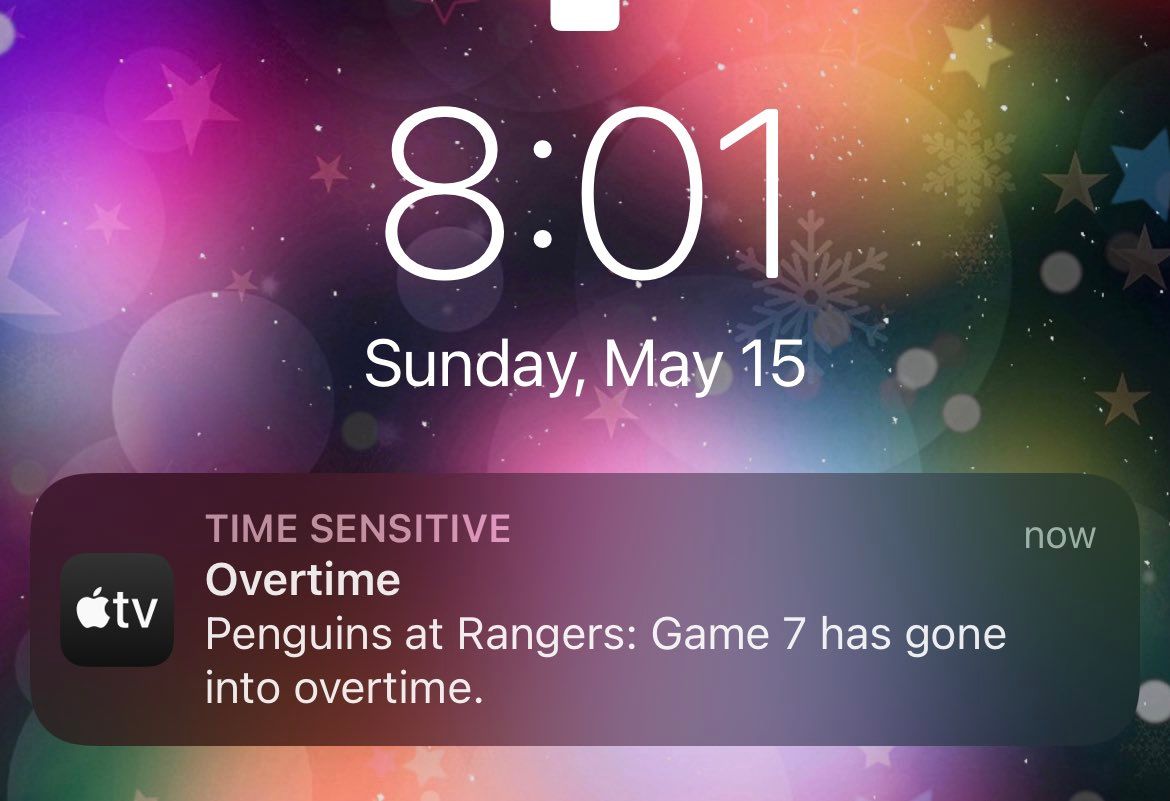 8:01
Sunday, May 15
TIME SENSITIVE
now
Overtime
tv
Penguins at Rangers: Game 7 has gone
into overtime.